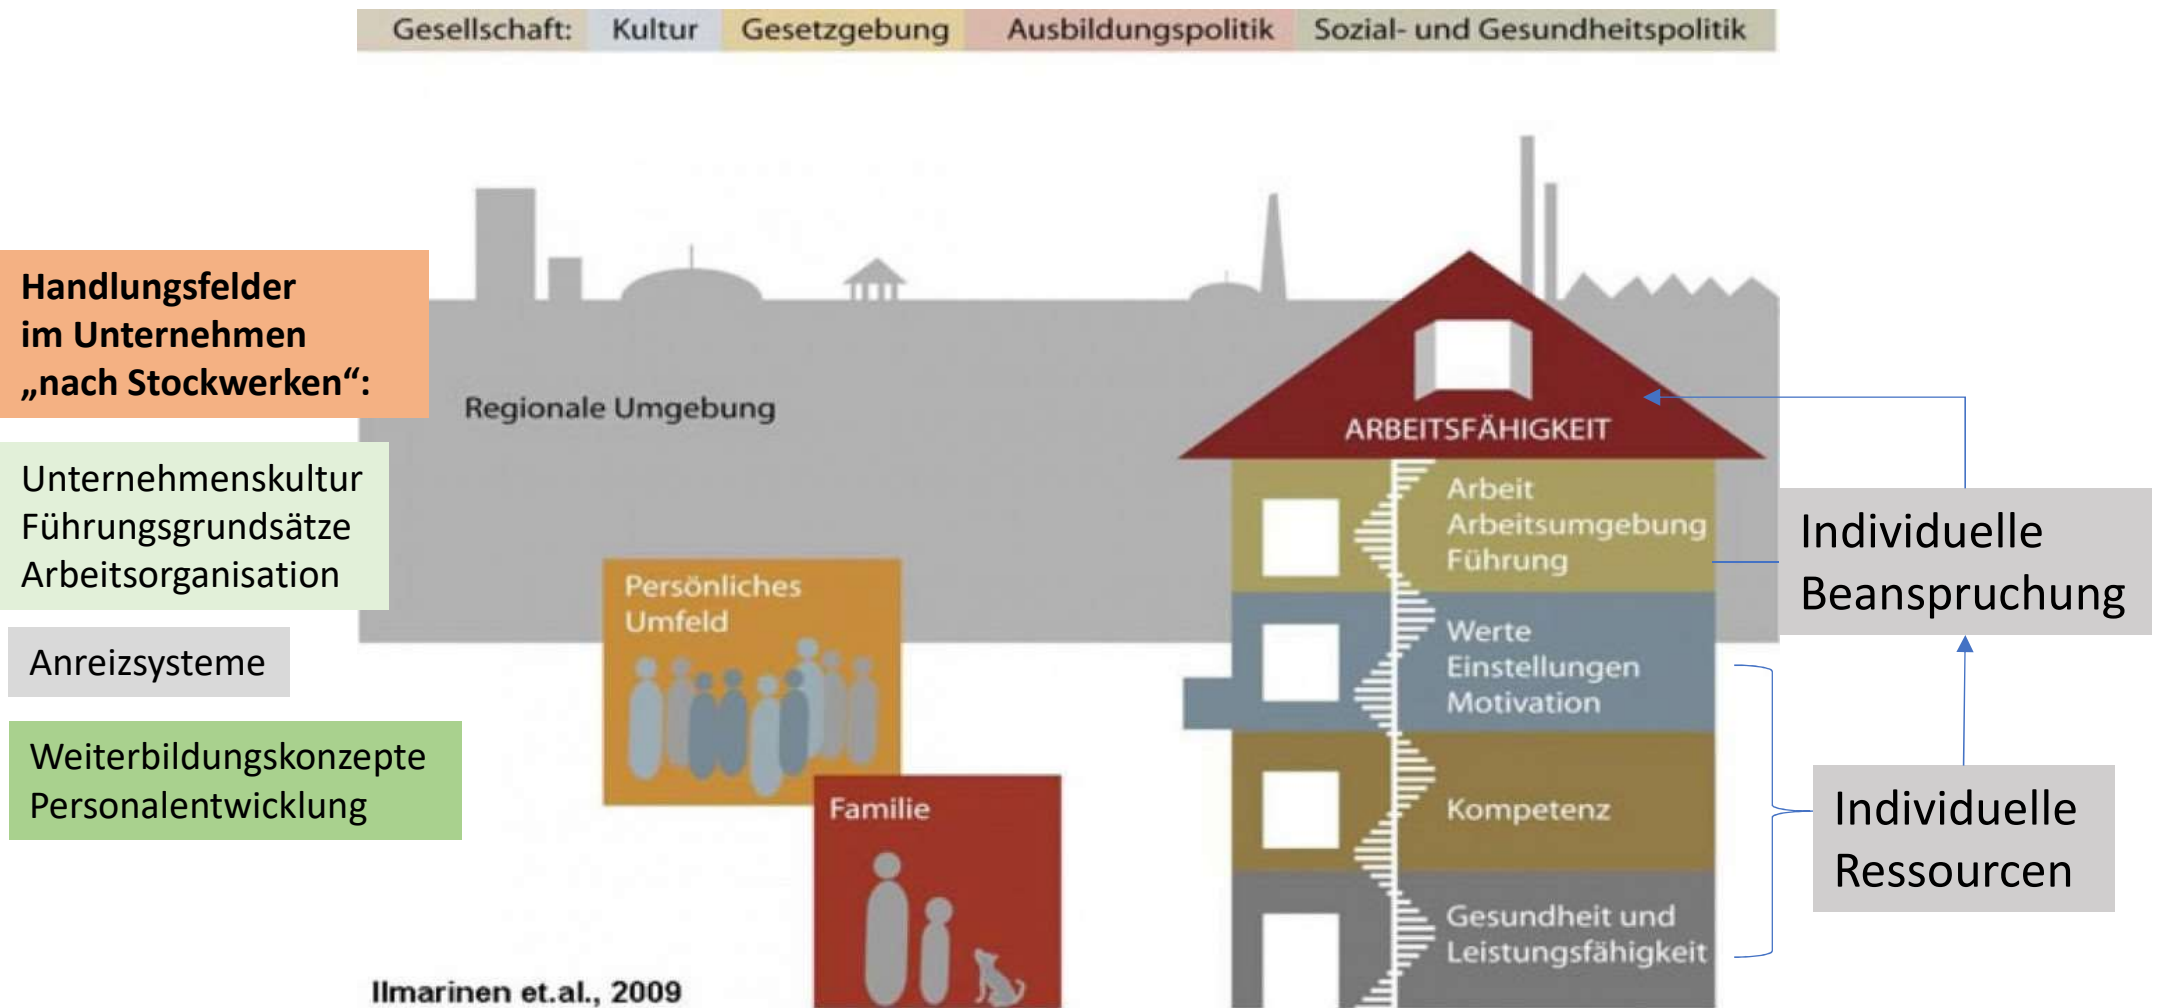 Gesellschaft: Kultur Gesetzgebung Ausbildungspolitik Sozial- und Gesundheitspolitik
Handlungsfelder
im Unternehmen
„nach Stockwerken“:
Unternehmenskultur
Führungsgrundsätze
Arbeitsorganisation
Anreizsysteme
Weiterbildungskonzepte
Personalentwicklung
Regionale Umgebung
Persönliches
Umfeld
Familie
Ilmarinen et.al., 2009
ARBEITSFÄHIGKEIT
Arbeit
Arbeitsumgebung
Führung
Werte
Einstellungen
Motivation
Kompetenz
Gesundheit und
Leistungsfähigkeit
Individuelle
Beanspruchung
Individuelle
Ressourcen